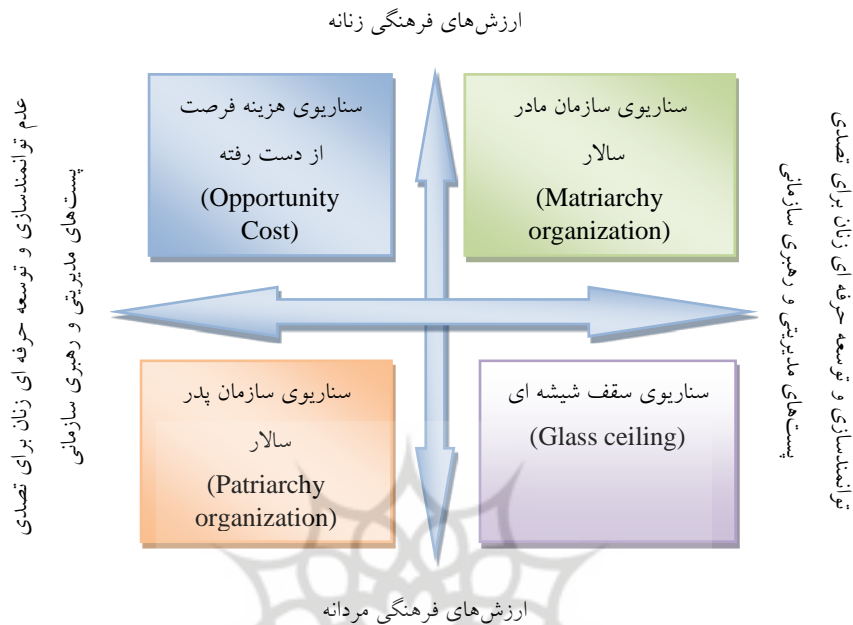 ارزش‌های فرهنگی زنانه
سناریوی سازمان مادر
سالار
(Matriarchy
organization)
سناریوی هزینه فرصت
از دست رفته
(Opportunity
Cost)
توانمندسازی و توسعه حرفه ای زنان برای تصدی
پست‌های مدیریتی و رهبری سازمانی
عدم توانمندسازی و توسعه حرفه ای زنان برای تصدی
پست‌های مدیریتی و رهبری سازمانی
سناریوی سقف شیشه ای
(Glass ceiling)
سناریوی سازمان پدر
سالار
(Patriarchy
organization)
ارزش‌های فرهنگی مردانه